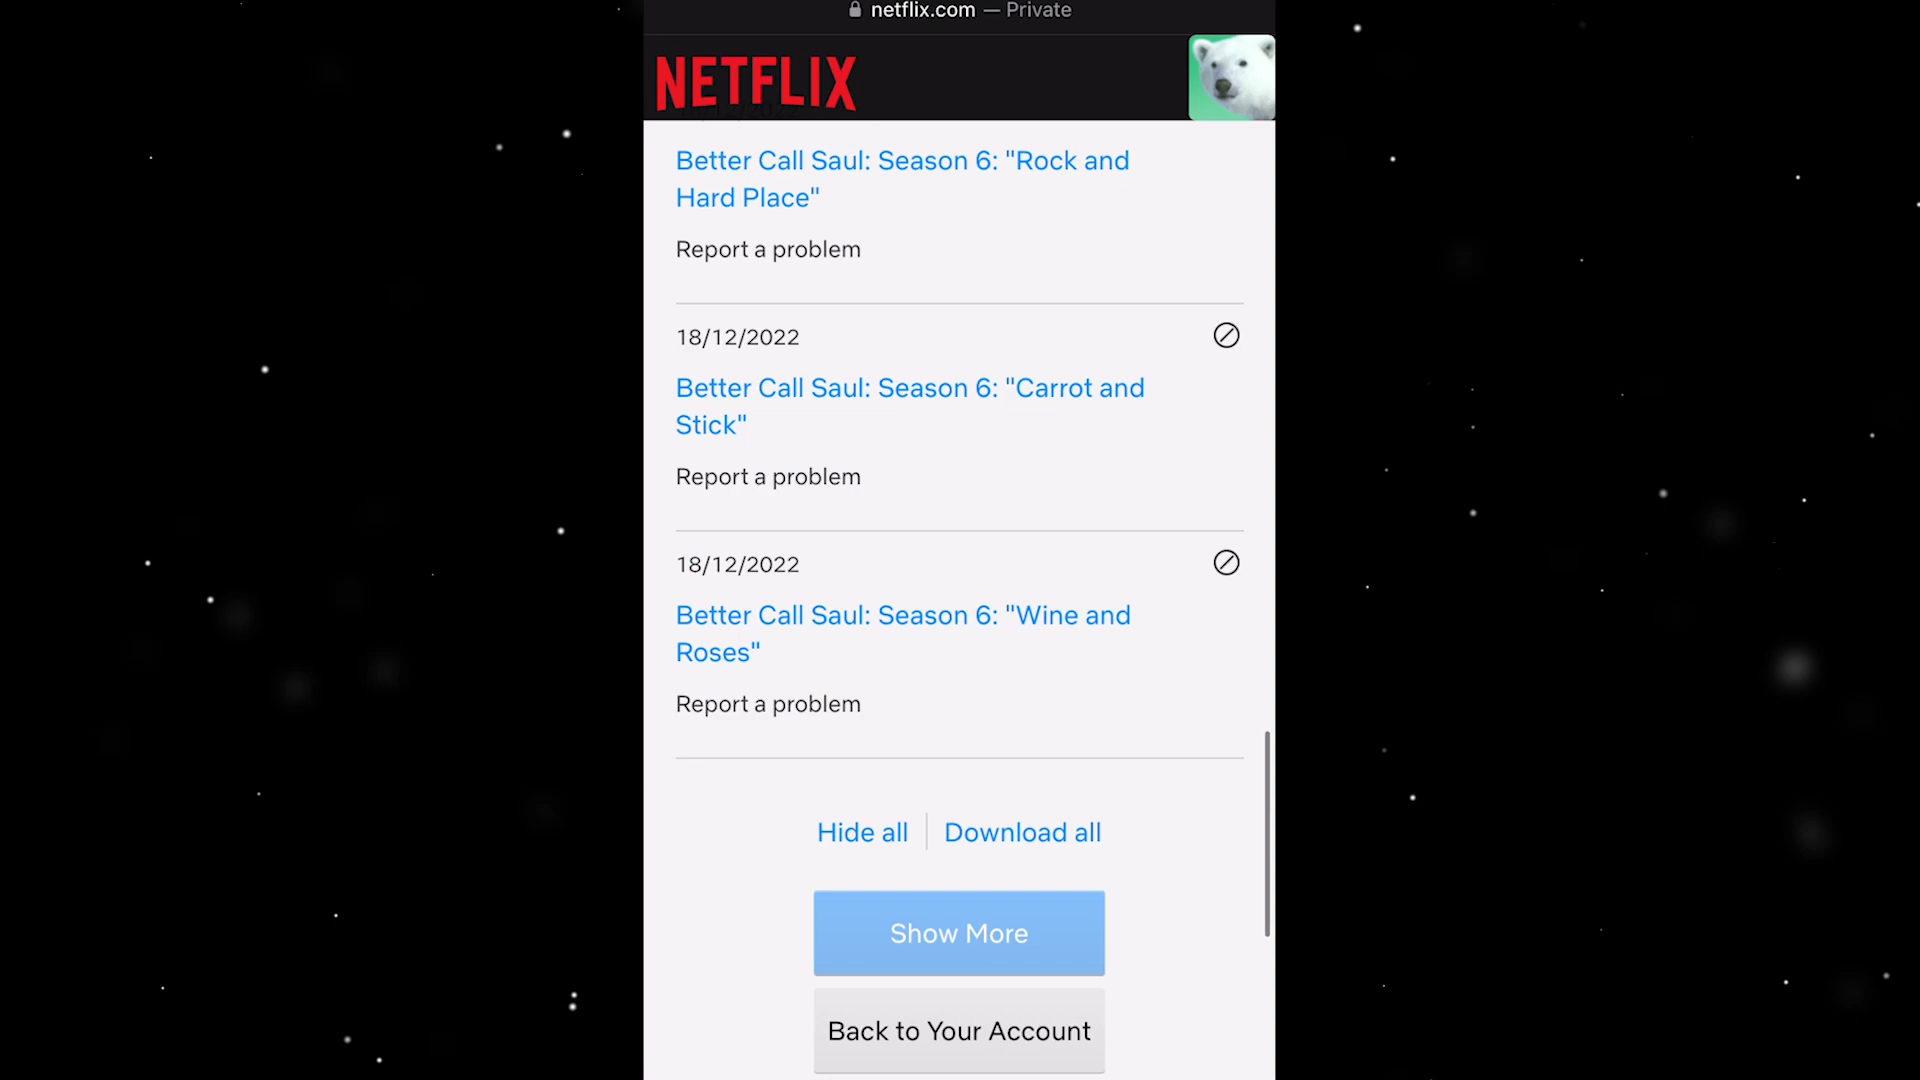 netflix.com — Private
NETFLIX
Better Call Saul: Season 6: "Rock and
Hard Place"
Report a problem
18/12/2022
Better Call Saul: Season 6: "Carrot and
Stick"
Report a problem
18/12/2022
Better Call Saul: Season 6: "Wine and
Roses"
Report a problem
Hide all
Download all
Show More
Back to Your Account